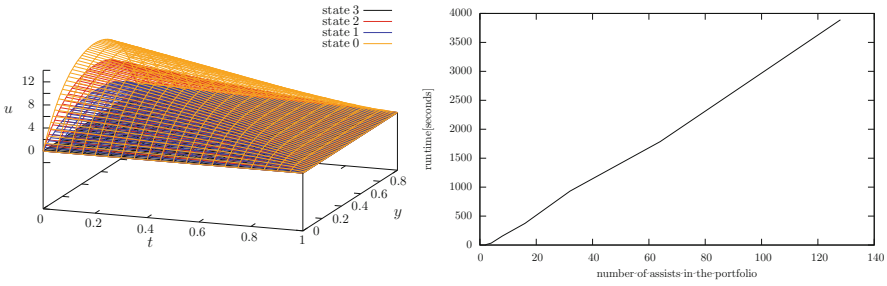 state 3
state 2
state 1
state 0
u
12
8
4
0
0
0.2
0.4
0.6
0.8
1
t
0
0.2
0.4
0.6
0.8
y
4000
3500
3000
2500
2000
1500
1000
500
0
runtime[seconds]
0 20 40 60 80 100 120 140
number·of·assists·in·the·portfolio